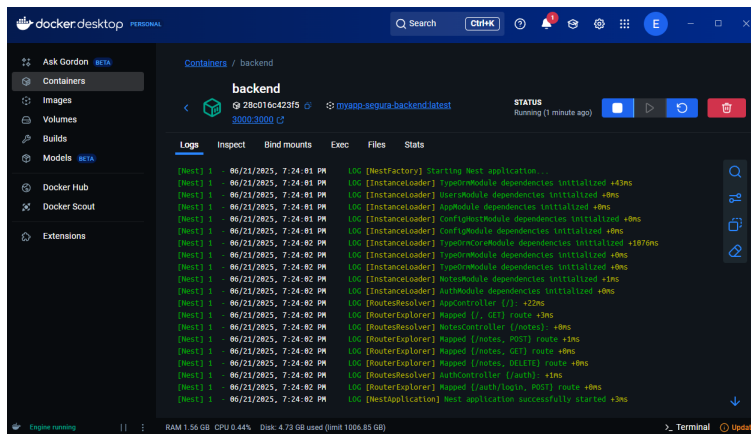 docker desktop PERSONAL
Search Ctrl+K
E
Ask Gordon BETA
Containers
Images
Volumes
Builds
Models BETA
Docker Hub
Docker Scout
Extensions
Containers / backend
backend
28c016c423f5 myapp-segura-backend:latest
3000:3000
STATUS
Running (1 minute ago)
Logs Inspect Bind mounts Exec Files Stats
[Nest] 1 - 06/21/2025, 7:24:01 PM LOG [NestFactory] Starting Nest application...
[Nest] 1 - 06/21/2025, 7:24:01 PM LOG [InstanceLoader] TypeOrmModule dependencies initialized +43ms
[Nest] 1 - 06/21/2025, 7:24:01 PM LOG [InstanceLoader] UsersModule dependencies initialized +0ms
[Nest] 1 - 06/21/2025, 7:24:01 PM LOG [InstanceLoader] AppModule dependencies initialized +0ms
[Nest] 1 - 06/21/2025, 7:24:01 PM LOG [InstanceLoader] ConfigHostModule dependencies initialized +0ms
[Nest] 1 - 06/21/2025, 7:24:01 PM LOG [InstanceLoader] ConfigModule dependencies initialized +0ms
[Nest] 1 - 06/21/2025, 7:24:02 PM LOG [InstanceLoader] TypeOrmCoreModule dependencies initialized +1076ms
[Nest] 1 - 06/21/2025, 7:24:02 PM LOG [InstanceLoader] TypeOrmModule dependencies initialized +0ms
[Nest] 1 - 06/21/2025, 7:24:02 PM LOG [InstanceLoader] TypeOrmModule dependencies initialized +0ms
[Nest] 1 - 06/21/2025, 7:24:02 PM LOG [InstanceLoader] NotesModule dependencies initialized +1ms
[Nest] 1 - 06/21/2025, 7:24:02 PM LOG [InstanceLoader] AuthModule dependencies initialized +0ms
[Nest] 1 - 06/21/2025, 7:24:02 PM LOG [RoutesResolver] AppController {/}: +22ms
[Nest] 1 - 06/21/2025, 7:24:02 PM LOG [RouterExplorer] Mapped {/, GET} route +3ms
[Nest] 1 - 06/21/2025, 7:24:02 PM LOG [RoutesResolver] NotesController {/notes}: +0ms
[Nest] 1 - 06/21/2025, 7:24:02 PM LOG [RouterExplorer] Mapped {/notes, POST} route +1ms
[Nest] 1 - 06/21/2025, 7:24:02 PM LOG [RouterExplorer] Mapped {/notes, GET} route +0ms
[Nest] 1 - 06/21/2025, 7:24:02 PM LOG [RouterExplorer] Mapped {/notes, DELETE} route +0ms
[Nest] 1 - 06/21/2025, 7:24:02 PM LOG [RoutesResolver] AuthController {/auth}: +1ms
[Nest] 1 - 06/21/2025, 7:24:02 PM LOG [RouterExplorer] Mapped {/auth/login, POST} route +0ms
[Nest] 1 - 06/21/2025, 7:24:02 PM LOG [NestApplication] Nest application successfully started +3ms
Engine running RAM 1.56 GB CPU 0.44% Disk: 4.73 GB used (limit 1006.85 GB) >_ Terminal Updat